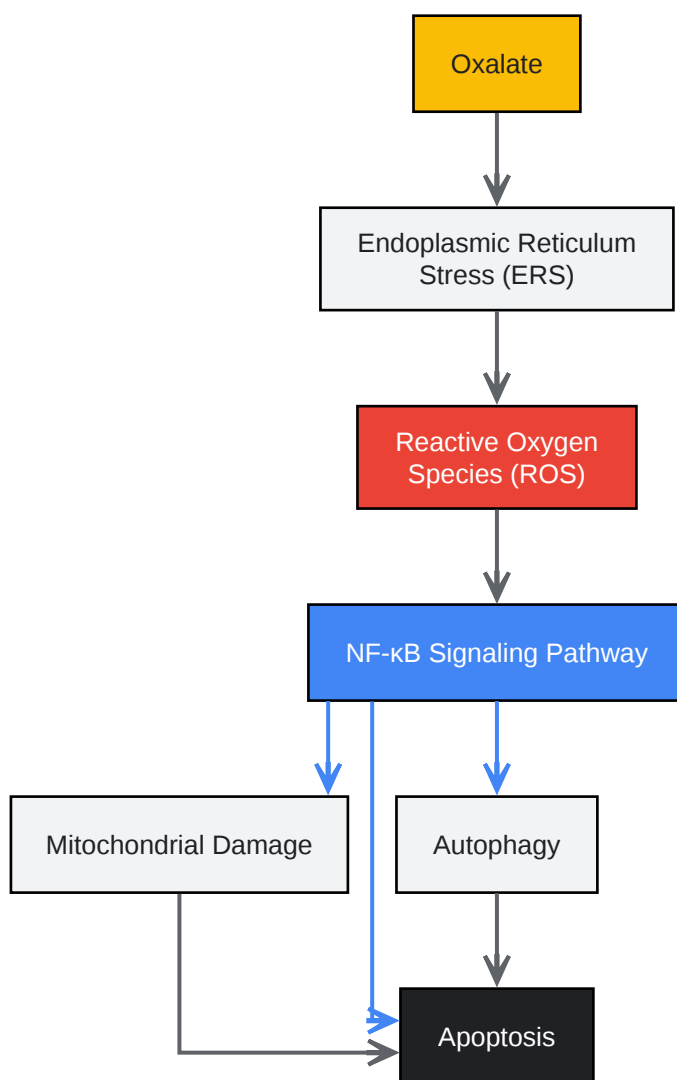 Oxalate
Endoplasmic Reticulum
Stress (ERS)
Reactive Oxygen
Species (ROS)
NF-κB Signaling Pathway
Mitochondrial Damage
Autophagy
Apoptosis